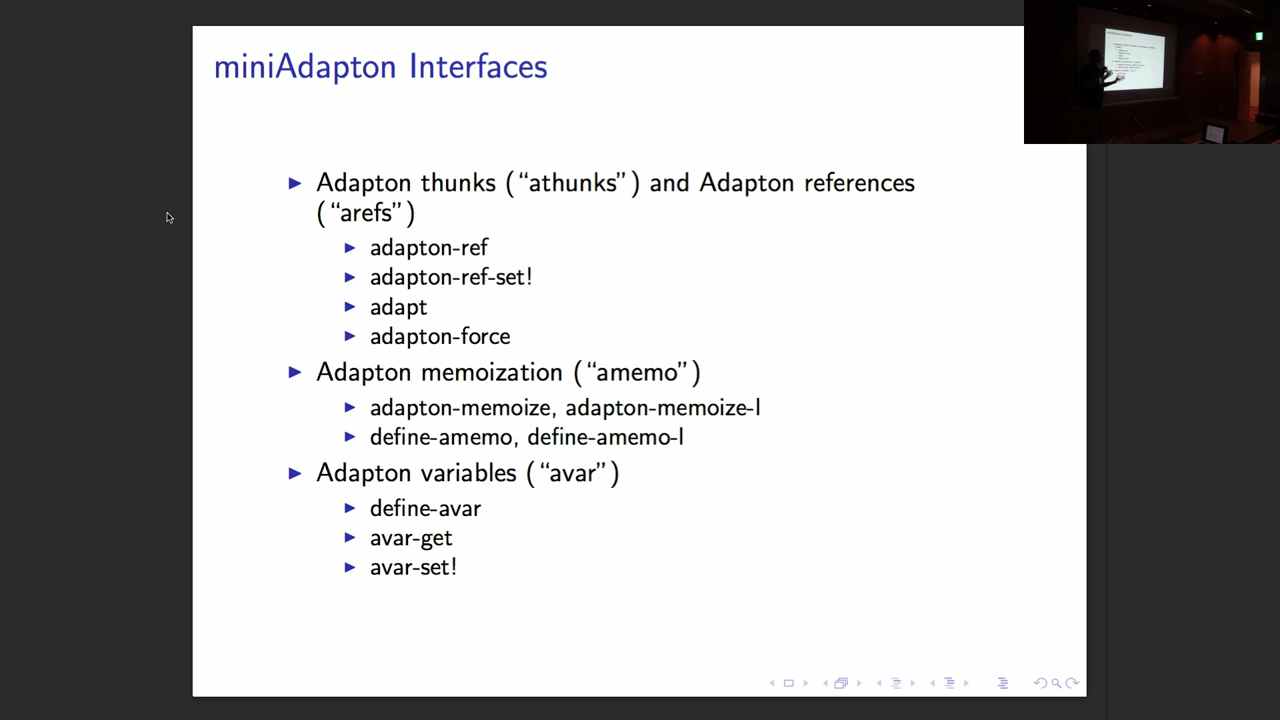 miniAdapton Interfaces
▶ Adapton thunks (“athunks”) and Adapton references
(“arefs”)
▶ adapton-ref
▶ adapton-ref-set!
▶ adapt
▶ adapton-force
▶ Adapton memoization (“amemo”)
▶ adapton-memoize, adapton-memoize-l
▶ define-amemo, define-amemo-l
▶ Adapton variables (“avar”)
▶ define-avar
▶ avar-get
▶ avar-set!